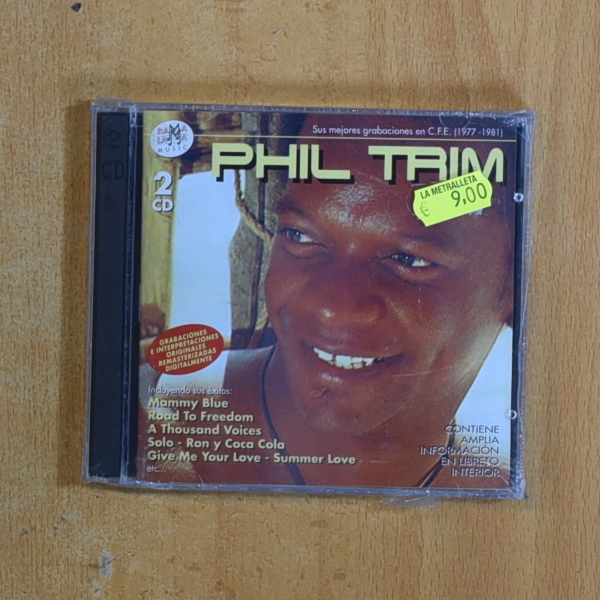 2
CD
RAMA
LAMA
MUSIC
Sus mejores grabaciones en C.F.E. (1977-1981)
PHIL TRIM
2
CD
LA METRALLETA
€ 9,00
GRABACIONES
E INTERPRETACIONES
ORIGINALES
REMASTERIZADAS
DIGITALMENTE
Incluyendo sus éxitos:
Mammy Blue
Road To Freedom
A Thousand Voices
Solo - Ron y Coca Cola
Give Me Your Love - Summer Love
etc...
CONTIENE
AMPLIA
INFORMACIÓN
EN LIBRETO
INTERIOR